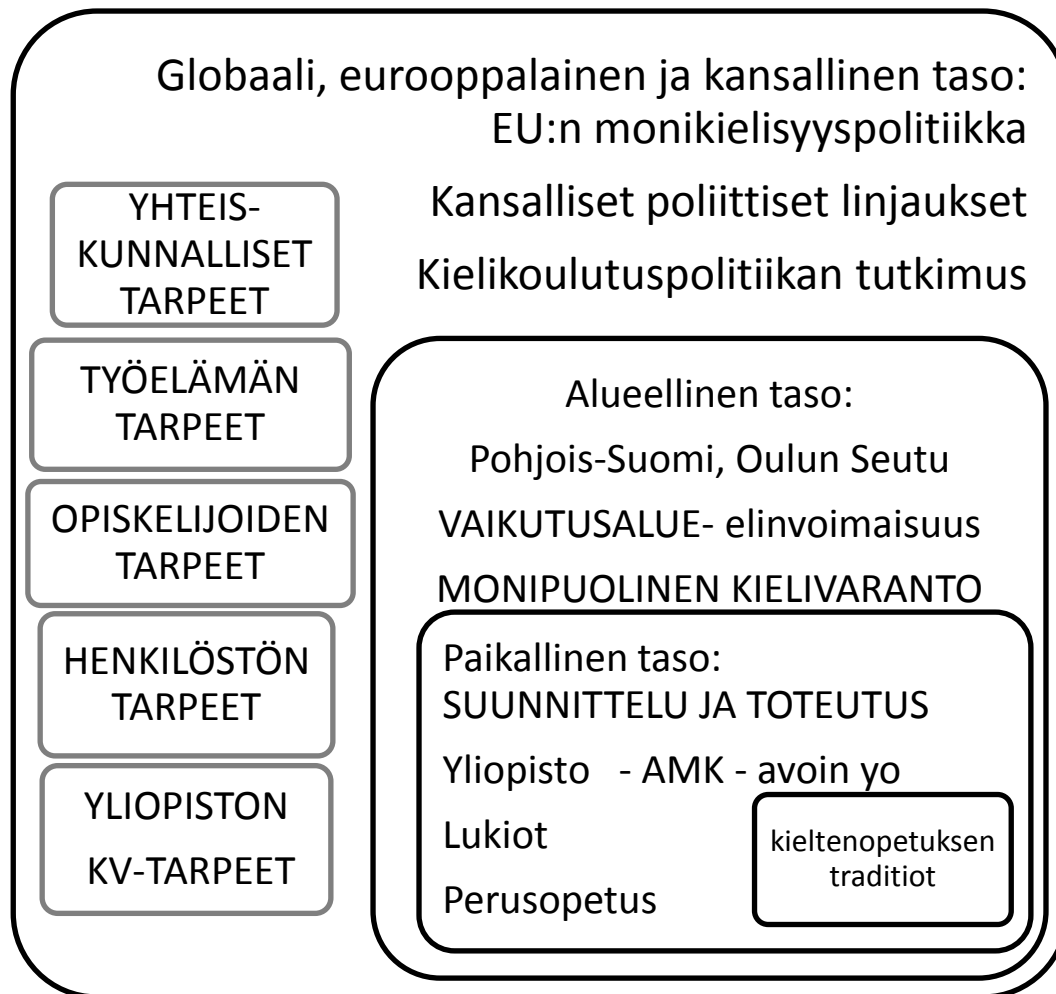 Globaali, eurooppalainen ja kansallinen taso:
EU:n monikielisyyspolitiikka
Kansalliset poliittiset linjaukset
Kielikoulutuspolitiikan tutkimus
YHTEIS-
KUNNALLISET
TARPEET
TYÖELÄMÄN
TARPEET
OPISKELIJOIDEN
TARPEET
HENKILÖSTÖN
TARPEET
YLIOPISTON
KV-TARPEET
Alueellinen taso:
Pohjois-Suomi, Oulun Seutu
VAIKUTUSALUE- elinvoimaisuus
MONIPUOLINEN KIELIVARANTO
Paikallinen taso:
SUUNNITTELU JA TOTEUTUS
Yliopisto - AMK - avoin yo
Lukiot
Perusopetus
kieltenopetuksen
traditiot